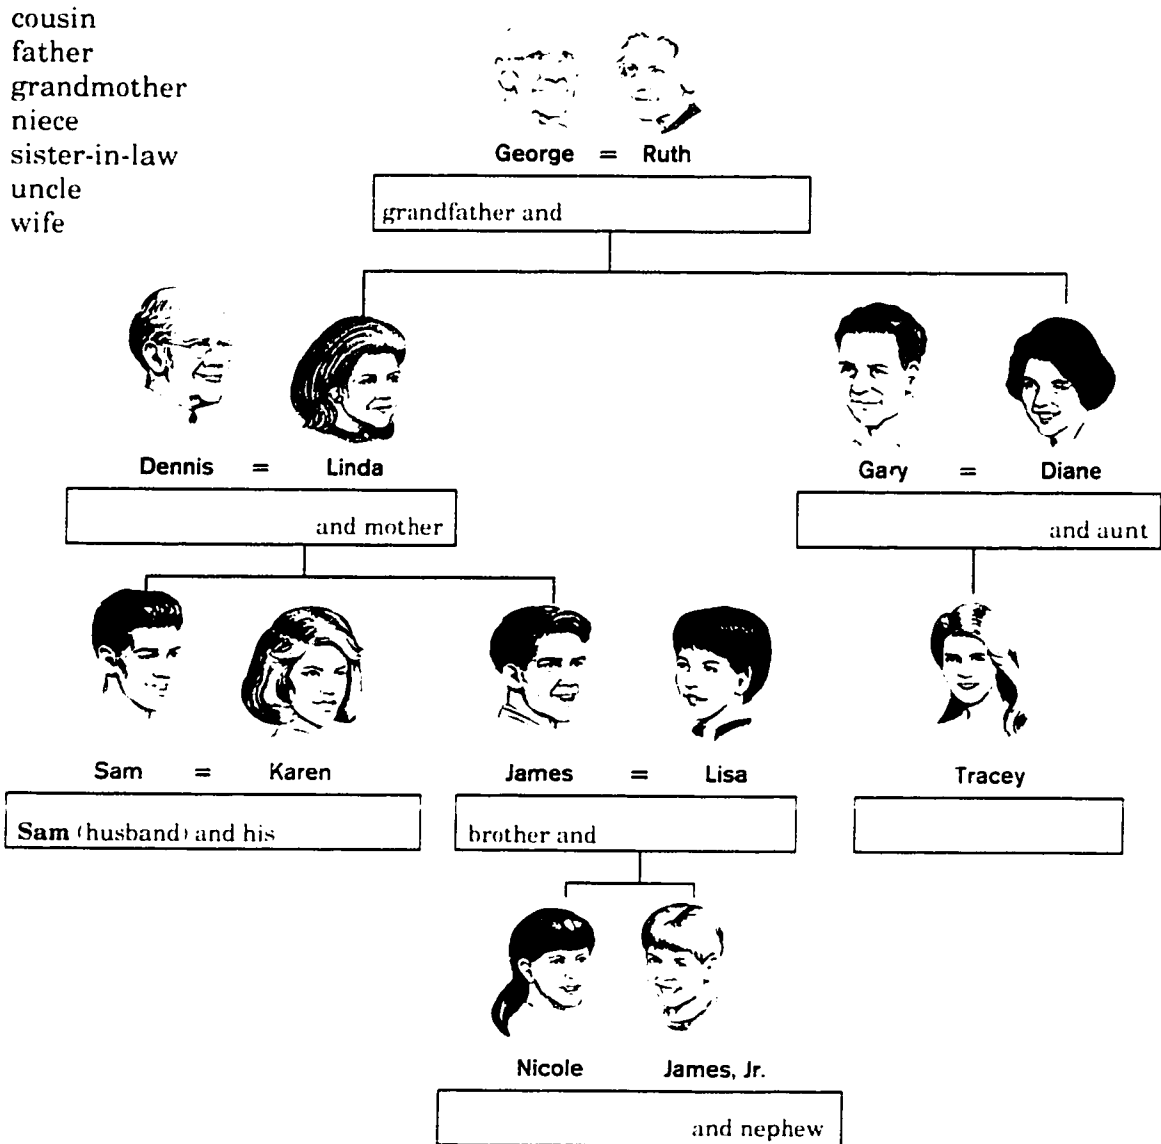 cousin
father
grandmother
niece
sister-in-law
uncle
wife
George = Ruth
grandfather and
Dennis = Linda
and mother
Gary = Diane
and aunt
Sam = Karen
Sam (husband) and his
James = Lisa
brother and
Tracey
Nicole James, Jr.
and nephew